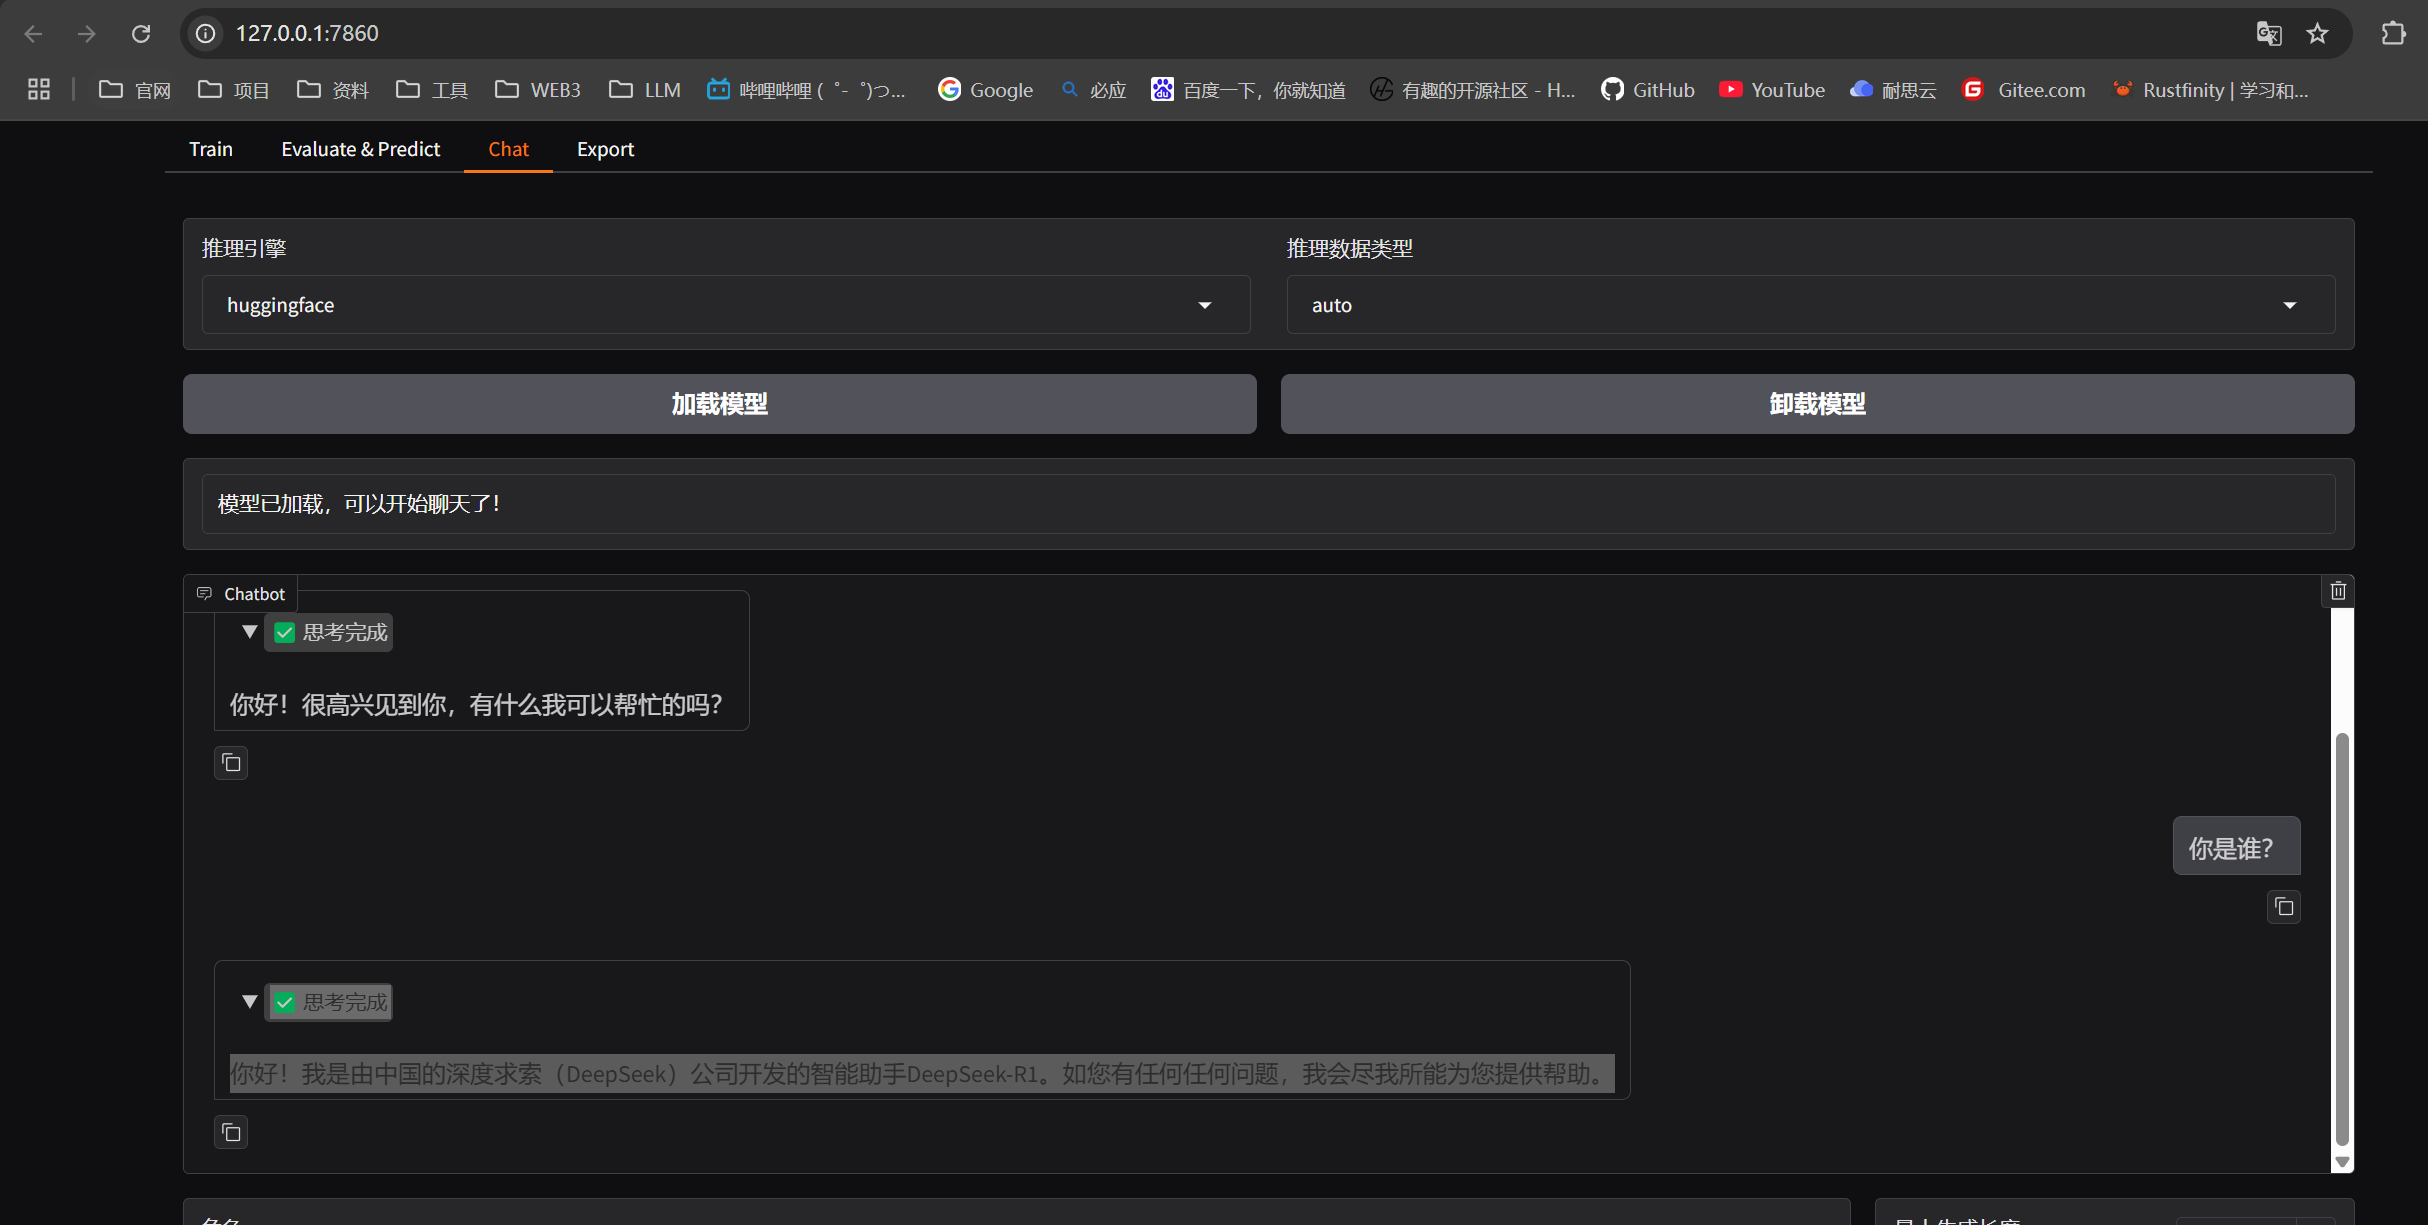 127.0.0.1:7860
官网 项目 资料 工具 WEB3 LLM 哔哩哔哩 ( ゜- ゜)つ... Google 必应 百度一下，你就知道 有趣的开源社区 - H... GitHub YouTube 耐思云 Gitee.com Rustfinity | 学习和...
Train Evaluate & Predict Chat Export
推理引擎 推理数据类型
huggingface auto
加载模型 卸载模型
模型已加载，可以开始聊天了！
Chatbot
✅ 思考完成
你好！很高兴见到你，有什么我可以帮忙的吗？
你是谁？
✅ 思考完成
你好！我是由中国的深度求索（DeepSeek）公司开发的智能助手DeepSeek-R1。如您有任何任何问题，我会尽我所能为您提供帮助。